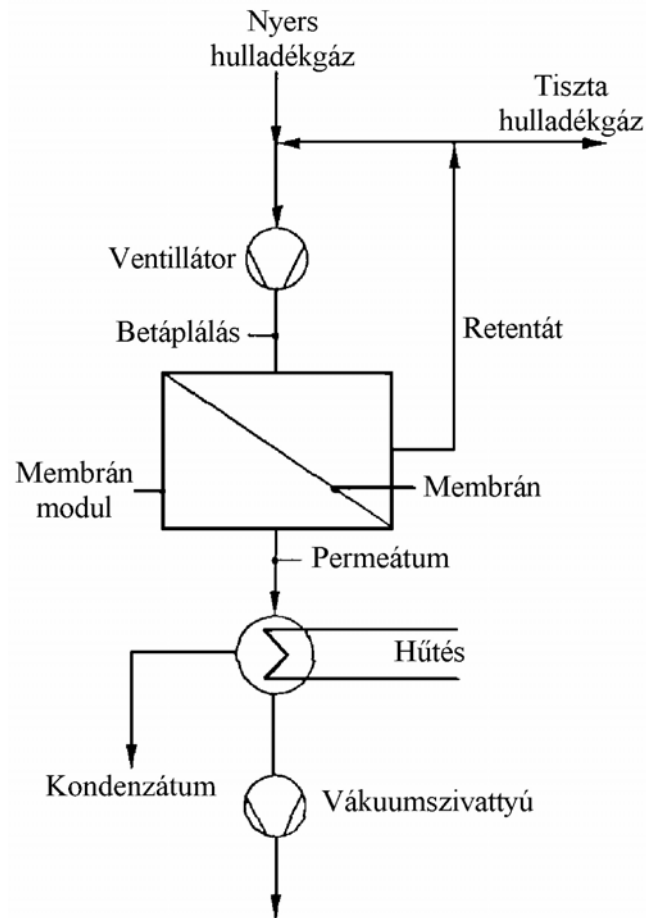 Nyers
hulladékgáz
Tiszta
hulladékgáz
Ventillátor
Betáplálás
Retentát
Membrán
modul
Membrán
Permeátum
Hűtés
Kondenzátum
Vákuumszivattyú